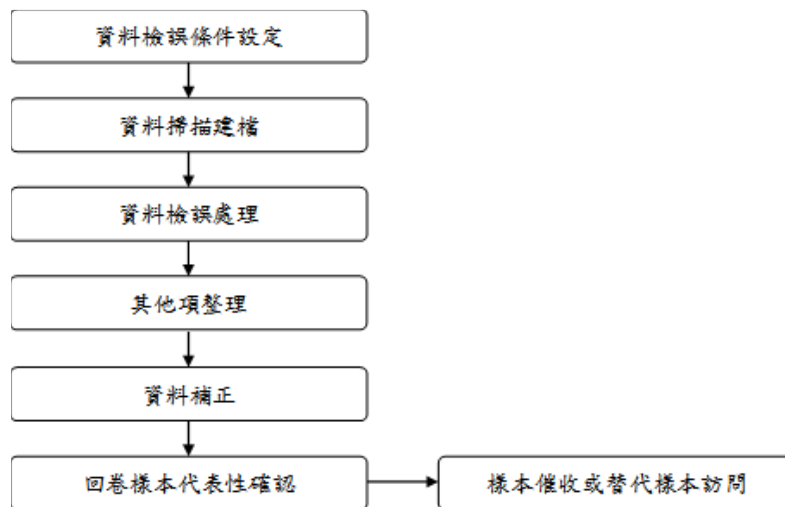 資料檢誤條件設定
資料掃描建檔
資料檢誤處理
其他項整理
資料補正
回卷樣本代表性確認
樣本催收或替代樣本訪問